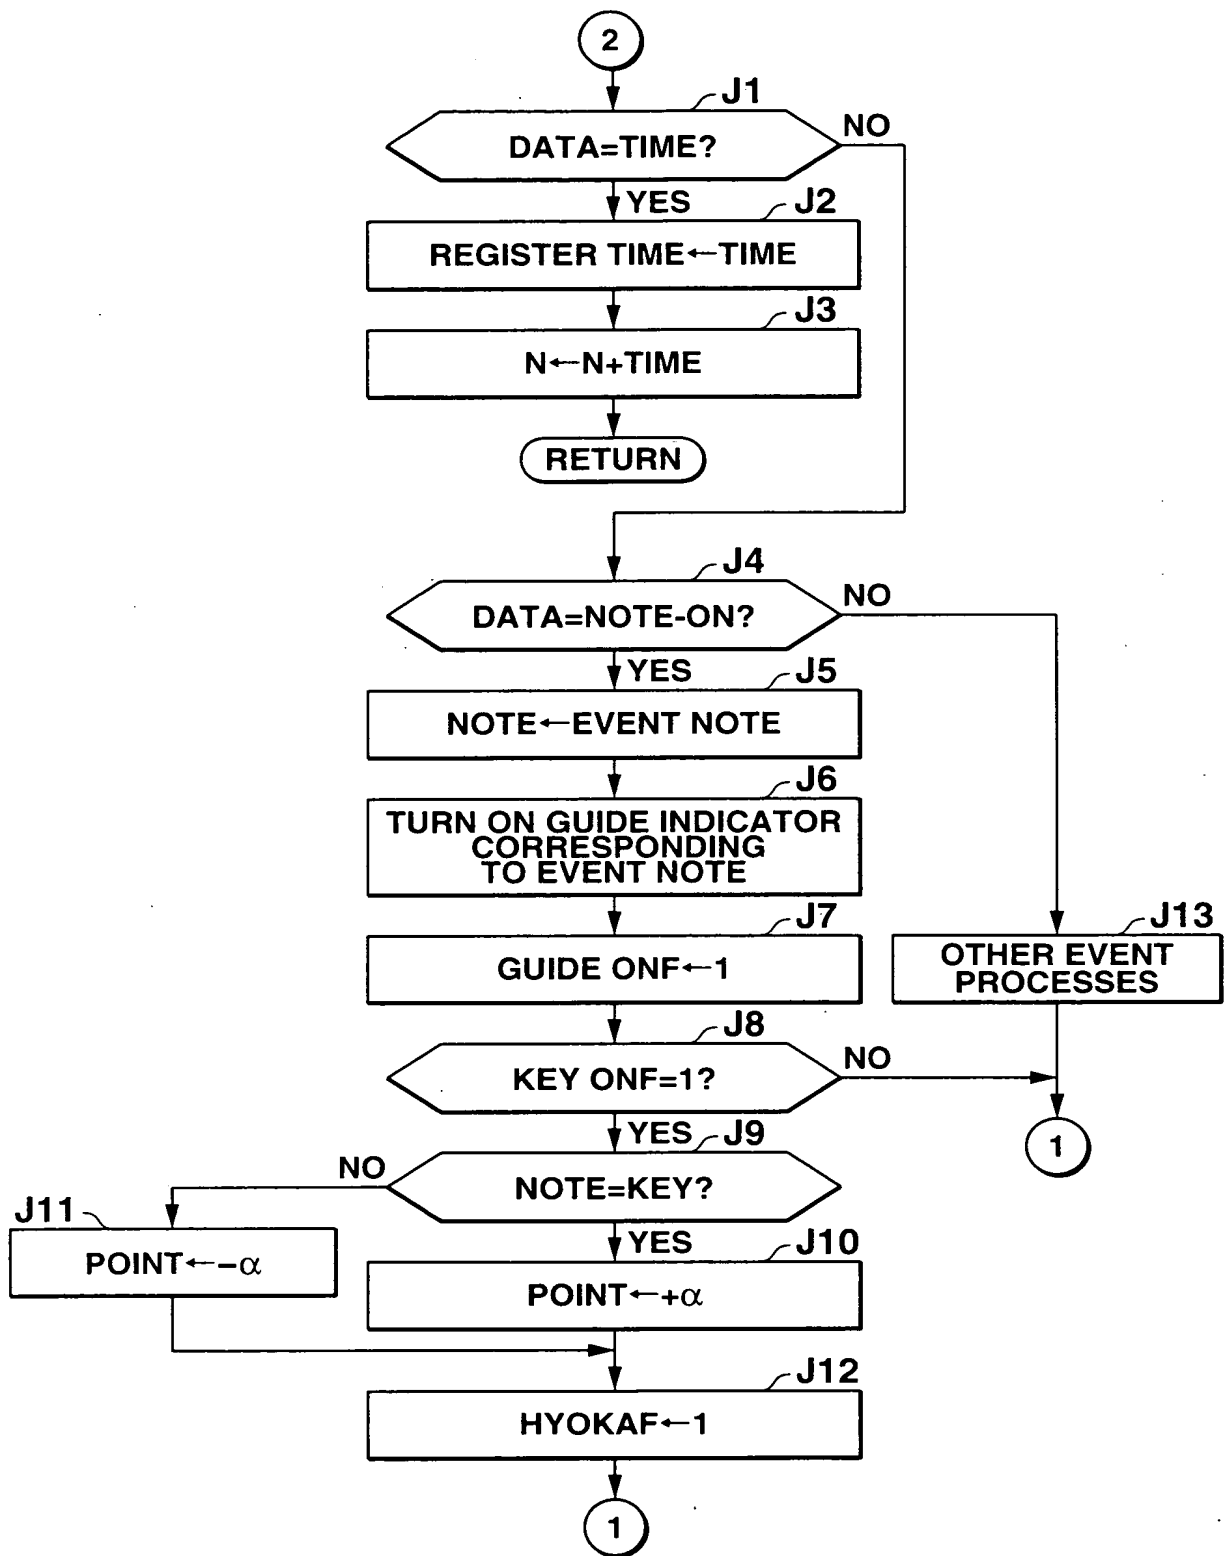 2
J1
DATA=TIME?
NO
YES
J2
REGISTER TIME←TIME
J3
N←N+TIME
RETURN
J4
DATA=NOTE-ON?
NO
YES
J5
NOTE←EVENT NOTE
J6
TURN ON GUIDE INDICATOR
CORRESPONDING
TO EVENT NOTE
J7
GUIDE ONF←1
J13
OTHER EVENT
PROCESSES
J8
KEY ONF=1?
NO
YES
1
J9
NOTE=KEY?
NO
YES
J11
POINT←-α
J10
POINT←+α
J12
HYOKAF←1
1